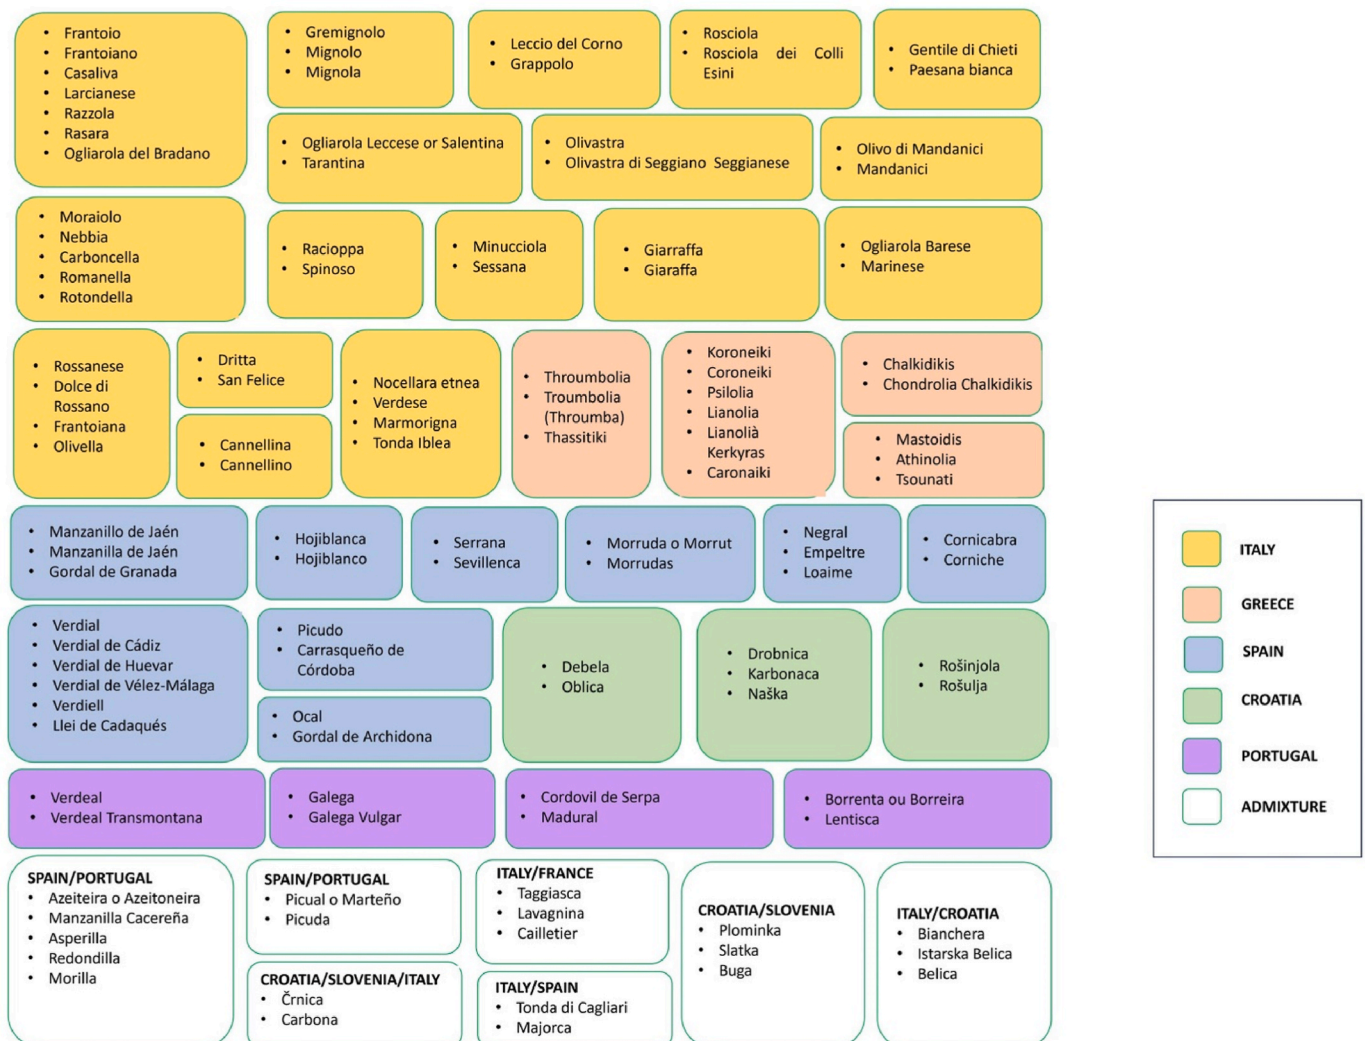 • Frantoio
• Frantoiano
• Casaliva
• Larcianese
• Razzola
• Rasara
• Ogliarola del Bradano
• Gremignolo
• Mignolo
• Mignola
• Leccio del Corno
• Grappolo
• Rosciola
• Rosciola dei Colli
Esini
• Gentile di Chieti
• Paesana bianca
• Ogliarola Leccese or Salentina
• Tarantina
• Olivastra
• Olivastra di Seggiano Seggianese
• Olivo di Mandanici
• Mandanici
• Moraiolo
• Nebbia
• Carboncella
• Romanella
• Rotondella
• Racioppa
• Spinoso
• Minucciola
• Sessana
• Giarraffa
• Giaraffa
• Ogliarola Barese
• Marinese
• Rossanese
• Dolce di
Rossano
• Frantoiana
• Olivella
• Dritta
• San Felice
• Cannellina
• Cannellino
• Nocellara etnea
• Verdese
• Marmorigna
• Tonda Iblea
• Throumbolia
• Troumbolia
(Throumba)
• Thassitiki
• Koroneiki
• Coroneiki
• Psilolia
• Lianolia
• Lianolià
Kerkyras
• Caronaiki
• Chalkidikis
• Chondrolia Chalkidikis
• Mastoidis
• Athinolia
• Tsounati
• Manzanillo de Jaén
• Manzanilla de Jaén
• Gordal de Granada
• Hojiblanca
• Hojiblanco
• Serrana
• Sevillenca
• Morruda o Morrut
• Morrudas
• Negral
• Empeltre
• Loaime
• Cornicabra
• Corniche
• Verdial
• Verdial de Cádiz
• Verdial de Huevar
• Verdial de Vélez-Málaga
• Verdiell
• Llei de Cadaqués
• Picudo
• Carrasqueño de
Córdoba
• Ocal
• Gordal de Archidona
• Debela
• Oblica
• Drobnica
• Karbonaca
• Naška
• Rošinjola
• Rošulja
• Verdeal
• Verdeal Transmontana
• Galega
• Galega Vulgar
• Cordovil de Serpa
• Madural
• Borrenta ou Borreira
• Lentisca
SPAIN/PORTUGAL
• Azeiteira o Azeitoneira
• Manzanilla Cacereña
• Asperilla
• Redondilla
• Morilla
SPAIN/PORTUGAL
• Picual o Marteño
• Picuda
CROATIA/SLOVENIA/ITALY
• Črnica
• Carbona
ITALY/FRANCE
• Taggiasca
• Lavagnina
• Cailletier
ITALY/SPAIN
• Tonda di Cagliari
• Majorca
CROATIA/SLOVENIA
• Plominka
• Slatka
• Buga
ITALY/CROATIA
• Bianchera
• Istarska Belica
• Belica
ITALY
GREECE
SPAIN
CROATIA
PORTUGAL
ADMIXTURE